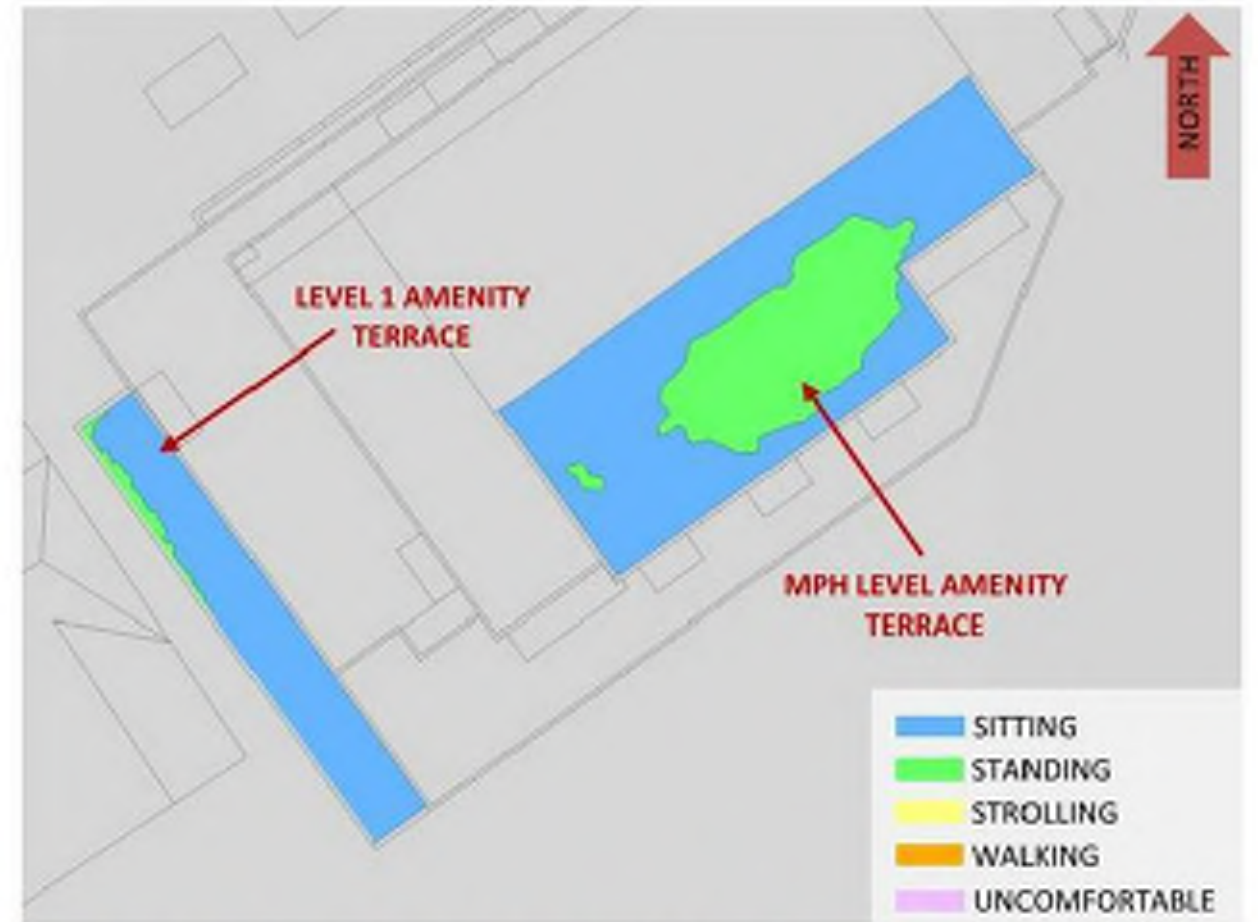 NORTH
LEVEL 1 AMENITY
TERRACE
MPH LEVEL AMENITY
TERRACE
SITTING
STANDING
STROLLING
WALKING
UNCOMFORTABLE